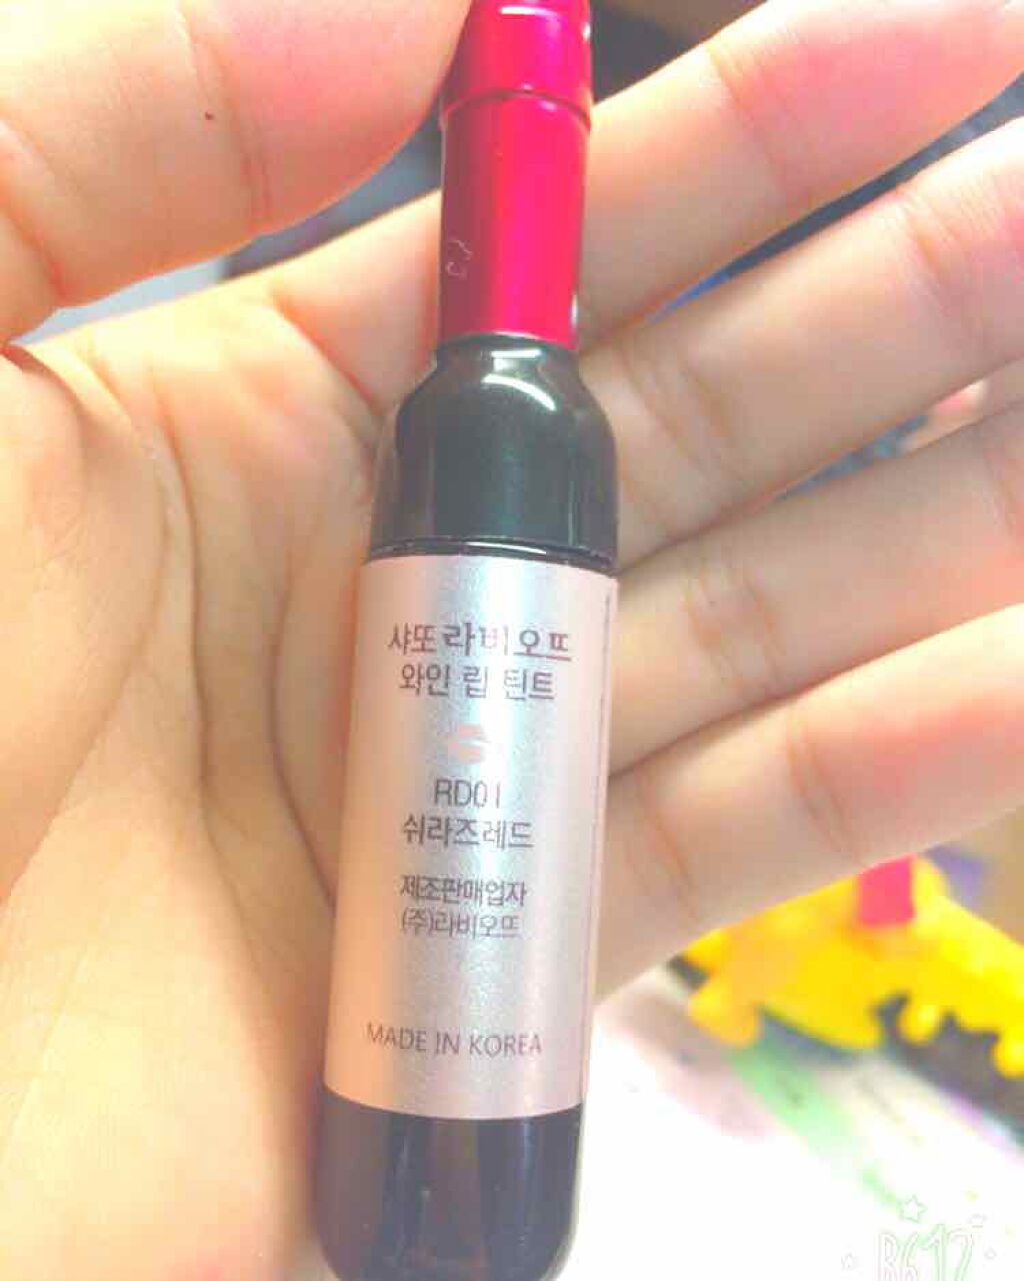 샤또라비오뜨
와인 립 틴트
RD01
쉬라즈레드
제조판매업자
(주)라비오뜨
MADE IN KOREA
B612